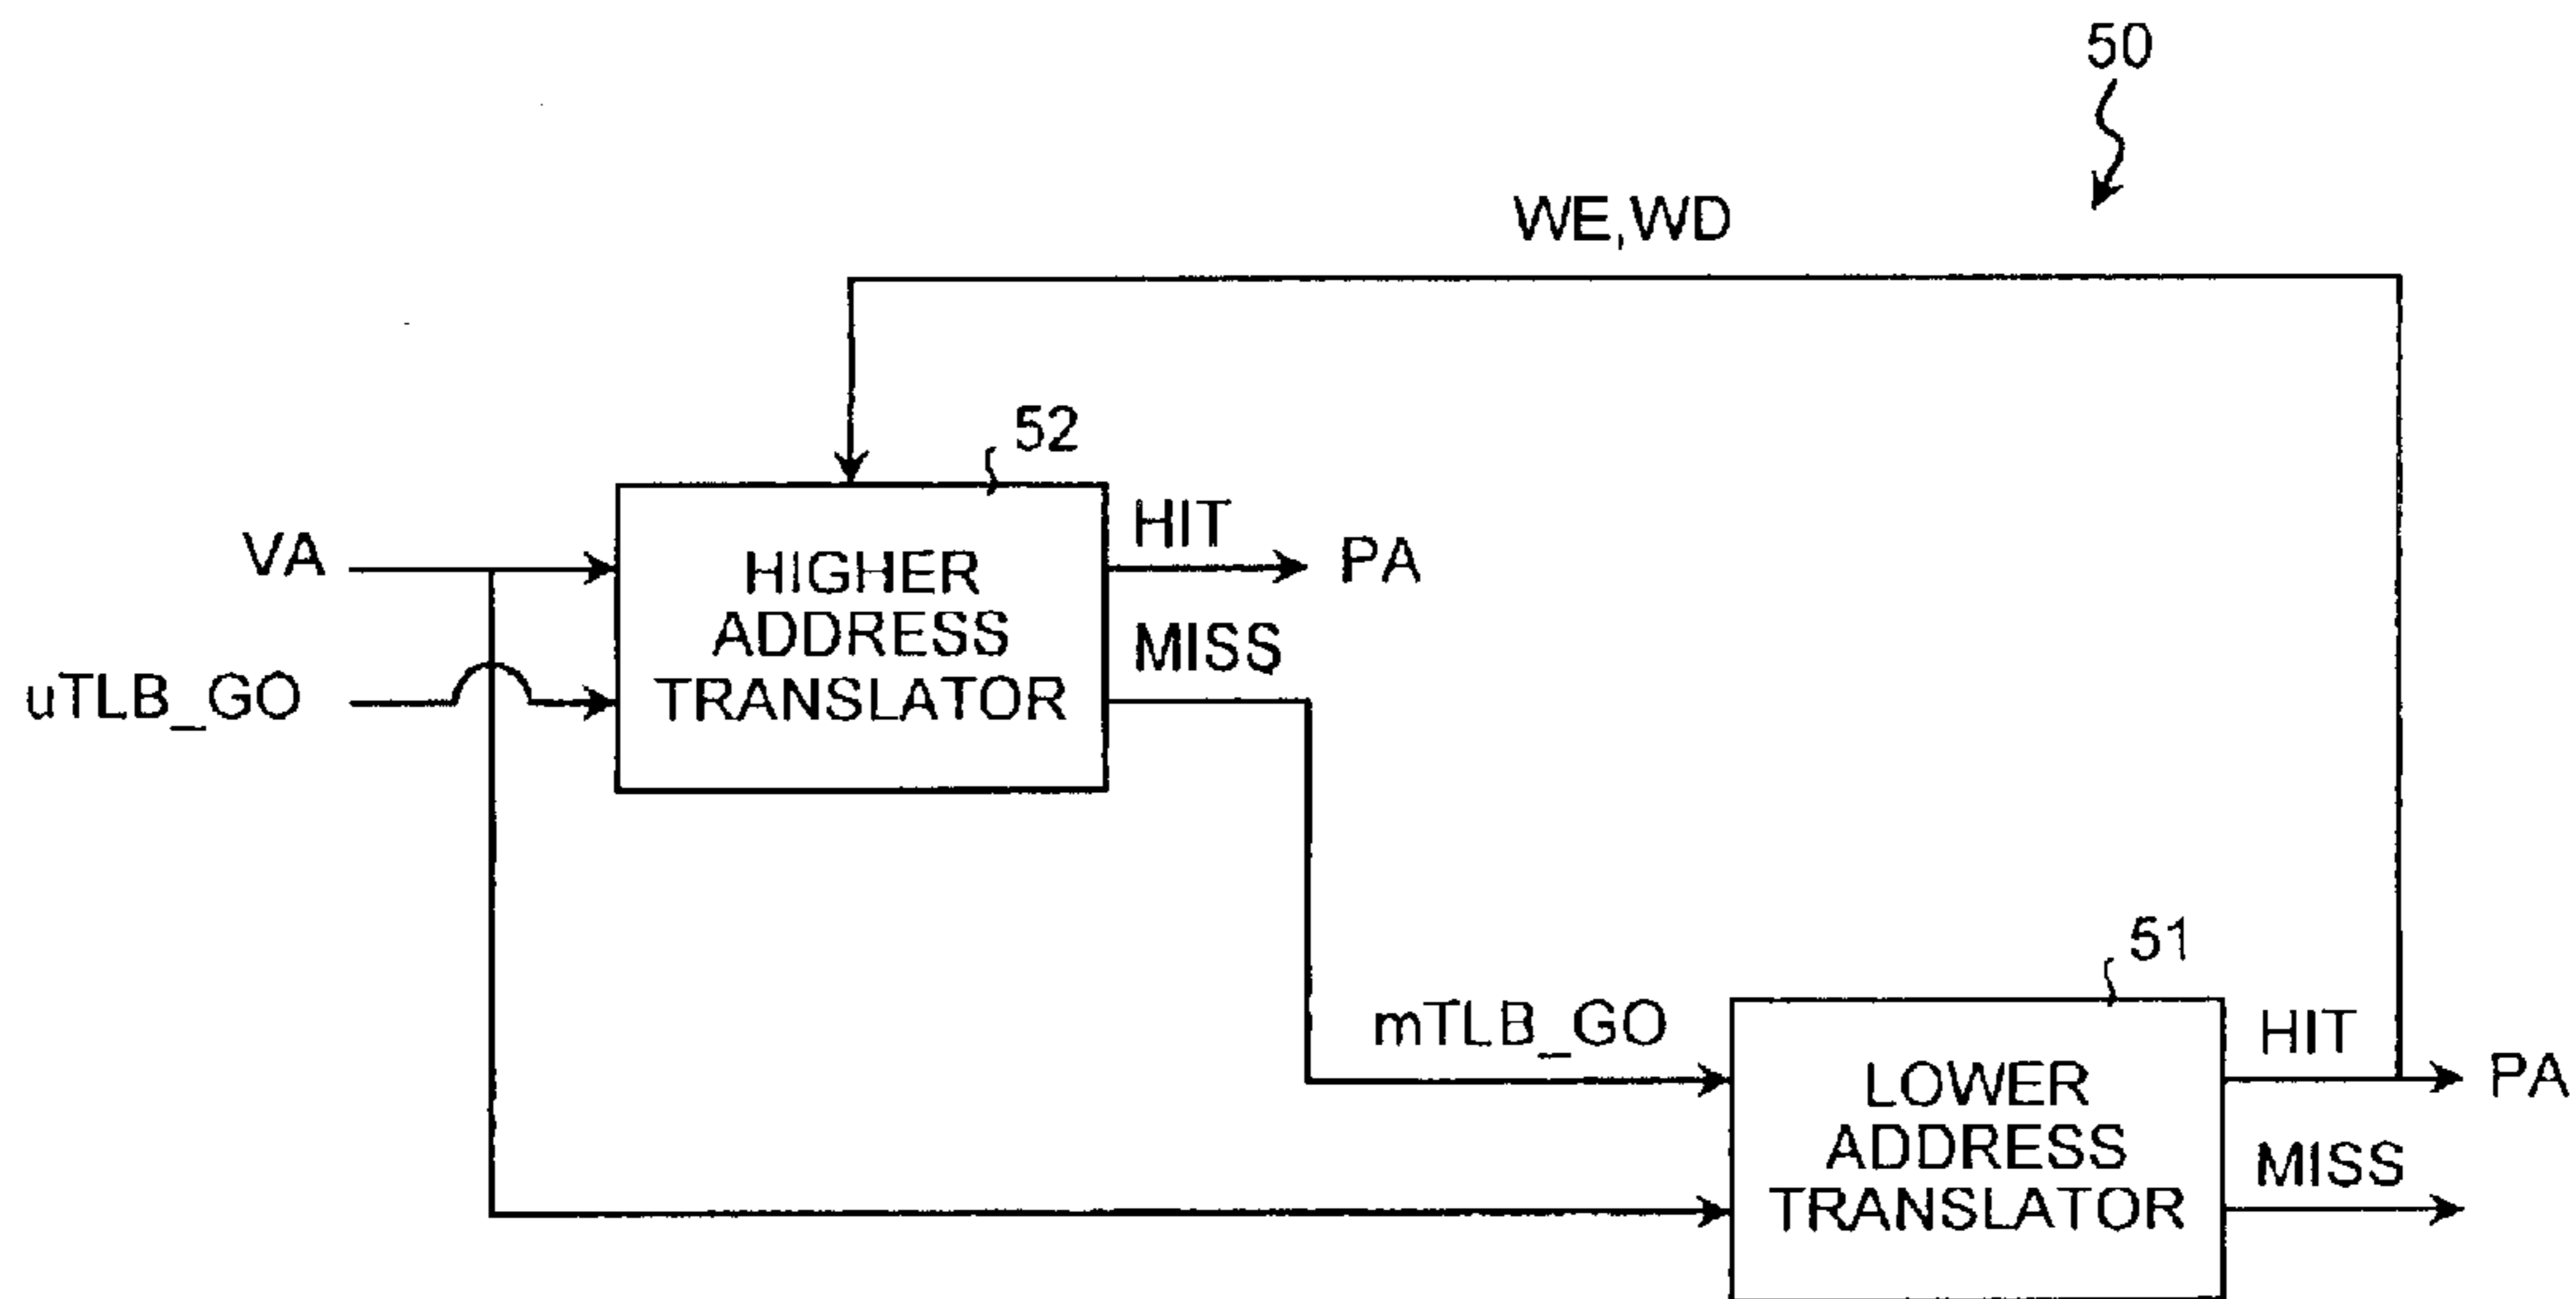 50
WE,WD
52
VA
HIGHER
ADDRESS
TRANSLATOR
HIT
PA
MISS
uTLB_GO
mTLB_GO
51
LOWER
ADDRESS
TRANSLATOR
HIT
PA
MISS